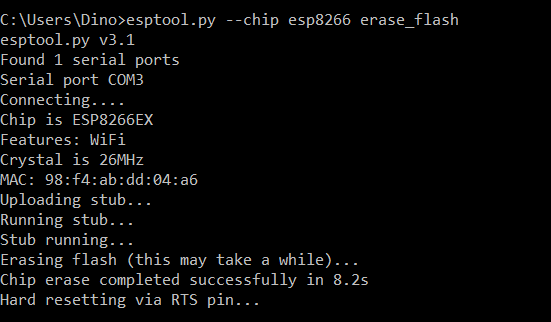 C:\Users\Dino>esptool.py --chip esp8266 erase_flash
esptool.py v3.1
Found 1 serial ports
Serial port COM3
Connecting....
Chip is ESP8266EX
Features: WiFi
Crystal is 26MHz
MAC: 98:f4:ab:dd:04:a6
Uploading stub...
Running stub...
Stub running...
Erasing flash (this may take a while)...
Chip erase completed successfully in 8.2s
Hard resetting via RTS pin...